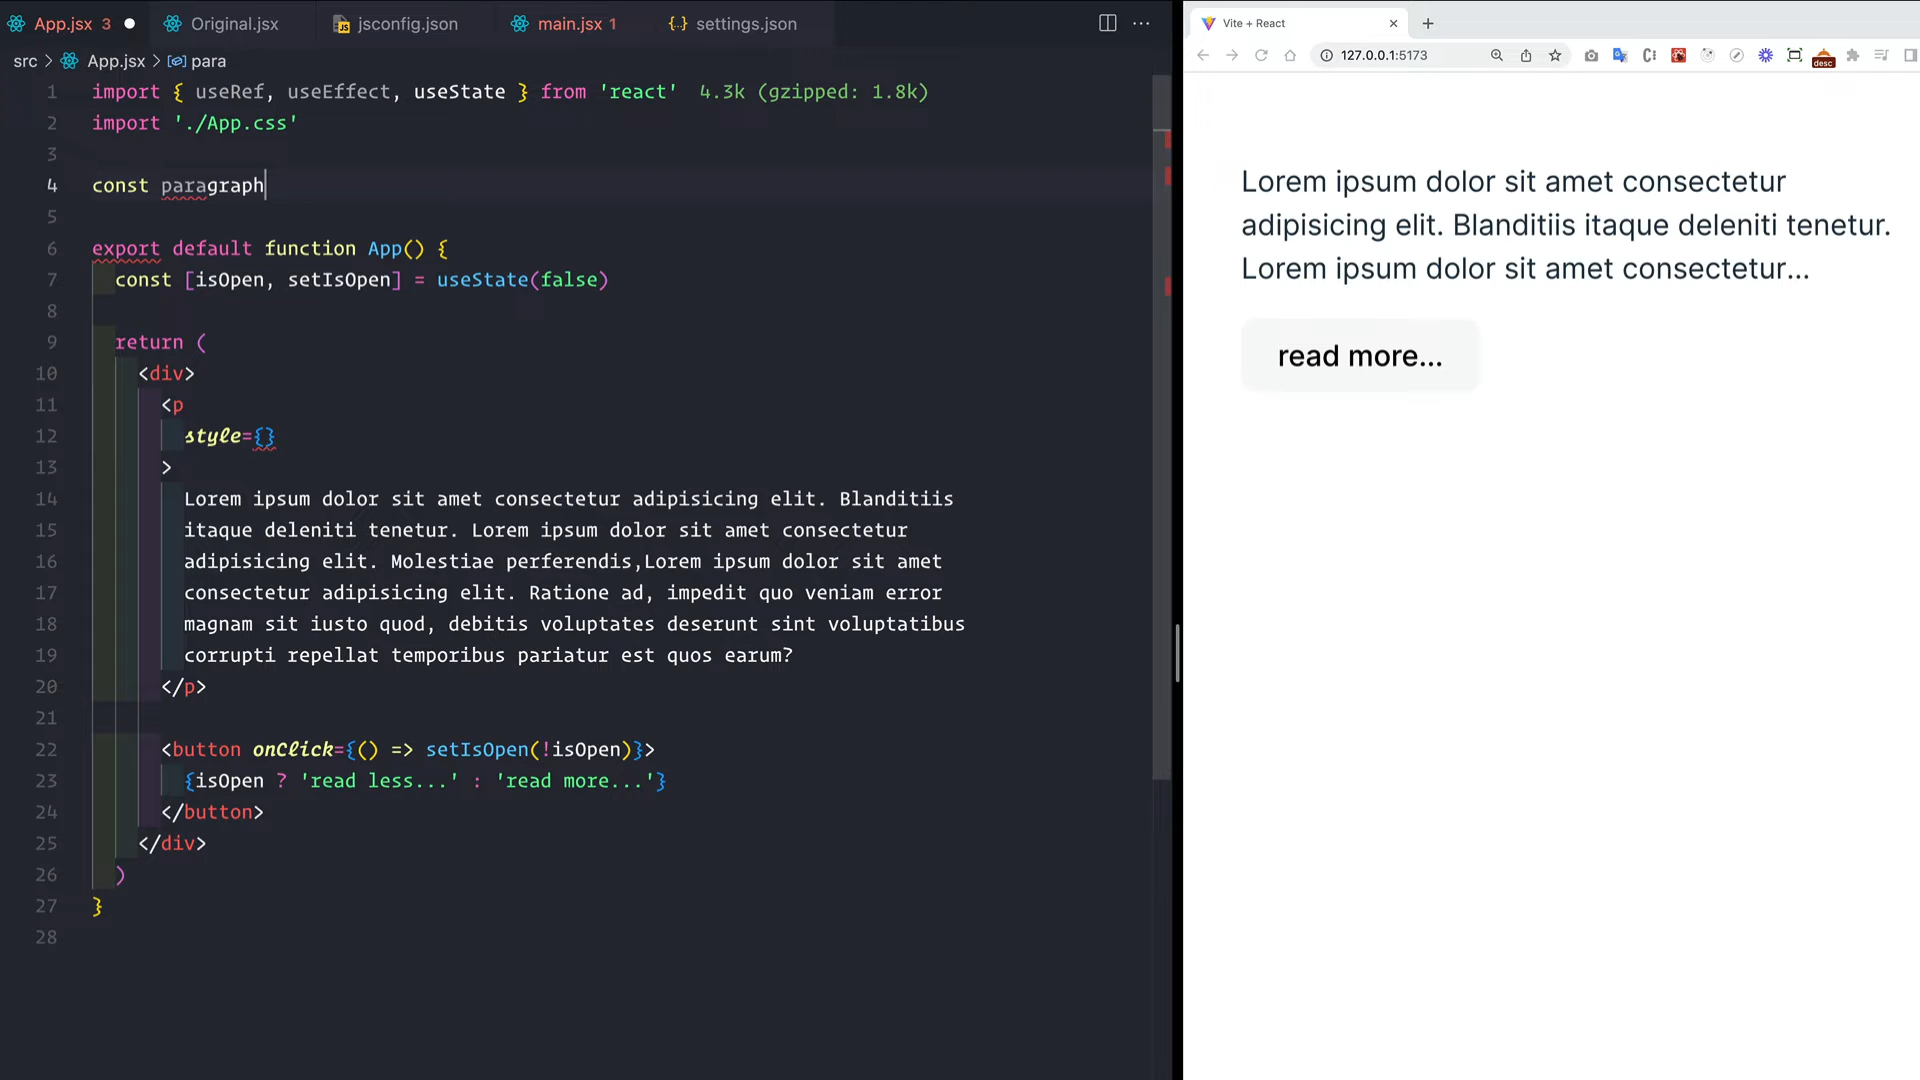 App.jsx 3
Original.jsx
jsconfig.json
main.jsx 1
settings.json
src > App.jsx > para
1 import { useRef, useEffect, useState } from 'react' 4.3k (gzipped: 1.8k)
2 import './App.css'
3
4 const paragraph
5
6 export default function App() {
7 const [isOpen, setIsOpen] = useState(false)
8
9 return (
10 <div>
11 <p
12 style={}
13 >
14 Lorem ipsum dolor sit amet consectetur adipisicing elit. Blanditiis
15 itaque deleniti tenetur. Lorem ipsum dolor sit amet consectetur
16 adipisicing elit. Molestiae perferendis,Lorem ipsum dolor sit amet
17 consectetur adipisicing elit. Ratione ad, impedit quo veniam error
18 magnam sit iusto quod, debitis voluptates deserunt sint voluptatibus
19 corrupti repellat temporibus pariatur est quos earum?
20 </p>
21
22 <button onClick={() => setIsOpen(!isOpen)}>
23 {isOpen ? 'read less...' : 'read more...'}
24 </button>
25 </div>
26 )
27 }
28
Vite + React
127.0.0.1:5173
desc
Lorem ipsum dolor sit amet consectetur
adipisicing elit. Blanditiis itaque deleniti tenetur.
Lorem ipsum dolor sit amet consectetur...
read more...